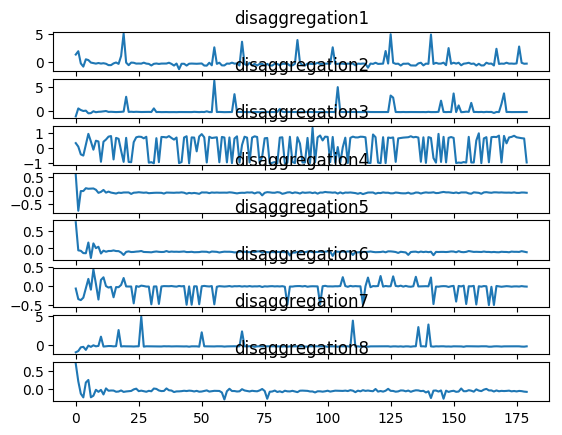 disaggregation1
5
0
disaggregation2
5
0
disaggregation3
1
0
−1
disaggregation4
0.5
0.0
−0.5
disaggregation5
0.5
0.0
disaggregation6
0.5
0.0
−0.5
disaggregation7
5
0
disaggregation8
0.5
0.0
0 25 50 75 100 125 150 175